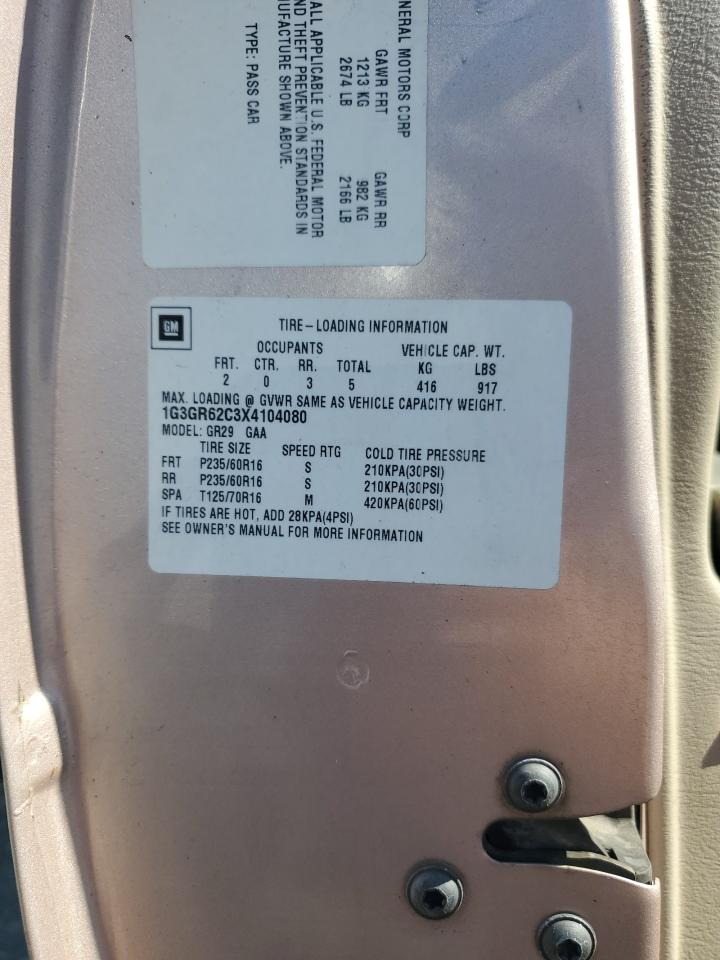 NERAL MOTORS CORP
GAWR FRT GAWR RR
1213 KG 982 KG
2674 LB 2166 LB
ALL APPLICABLE U.S. FEDERAL MOTOR
ND THEFT PREVENTION STANDARDS IN
UFACTURE SHOWN ABOVE.
TYPE: PASS CAR
GM
TIRE-LOADING INFORMATION
OCCUPANTS VEHICLE CAP. WT.
FRT. CTR. RR. TOTAL KG LBS
2 0 3 5 416 917
MAX. LOADING @ GVWR SAME AS VEHICLE CAPACITY WEIGHT.
1G3GR62C3X4104080
MODEL: GR29 GAA
TIRE SIZE SPEED RTG COLD TIRE PRESSURE
FRT P235/60R16 S 210KPA(30PSI)
RR P235/60R16 S 210KPA(30PSI)
SPA T125/70R16 M 420KPA(60PSI)
IF TIRES ARE HOT, ADD 28KPA(4PSI)
SEE OWNER'S MANUAL FOR MORE INFORMATION